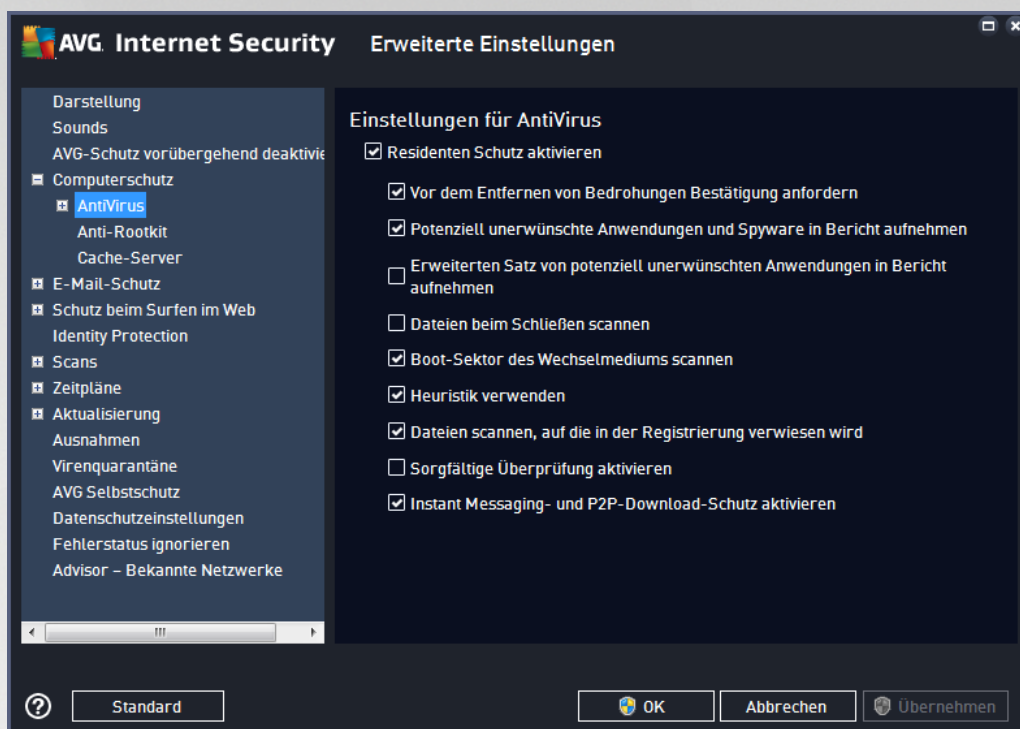 AVG. Internet Security Erweiterte Einstellungen
Darstellung
Sounds
AVG-Schutz vorübergehend deaktivie
Computerschutz
AntiVirus
Anti-Rootkit
Cache-Server
E-Mail-Schutz
Schutz beim Surfen im Web
Identity Protection
Scans
Zeitpläne
Aktualisierung
Ausnahmen
Virenquarantäne
AVG Selbstschutz
Datenschutzeinstellungen
Fehlerstatus ignorieren
Advisor – Bekannte Netzwerke
Einstellungen für AntiVirus
Residenten Schutz aktivieren
Vor dem Entfernen von Bedrohungen Bestätigung anfordern
Potenziell unerwünschte Anwendungen und Spyware in Bericht aufnehmen
Erweiterten Satz von potenziell unerwünschten Anwendungen in Bericht
aufnehmen
Dateien beim Schließen scannen
Boot-Sektor des Wechselmediums scannen
Heuristik verwenden
Dateien scannen, auf die in der Registrierung verwiesen wird
Sorgfältige Überprüfung aktivieren
Instant Messaging- und P2P-Download-Schutz aktivieren
? Standard OK Abbrechen Übernehmen